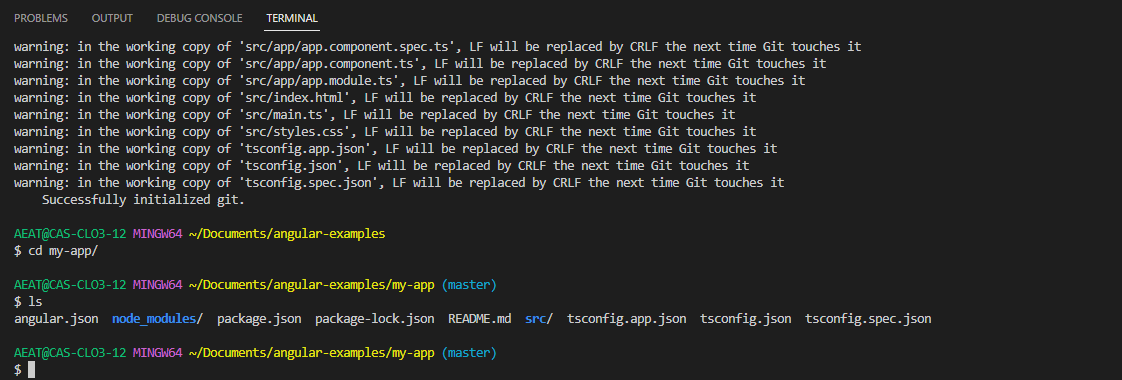 PROBLEMS OUTPUT DEBUG CONSOLE TERMINAL
warning: in the working copy of 'src/app/app.component.spec.ts', LF will be replaced by CRLF the next time Git touches it
warning: in the working copy of 'src/app/app.component.ts', LF will be replaced by CRLF the next time Git touches it
warning: in the working copy of 'src/app/app.module.ts', LF will be replaced by CRLF the next time Git touches it
warning: in the working copy of 'src/index.html', LF will be replaced by CRLF the next time Git touches it
warning: in the working copy of 'src/main.ts', LF will be replaced by CRLF the next time Git touches it
warning: in the working copy of 'src/styles.css', LF will be replaced by CRLF the next time Git touches it
warning: in the working copy of 'tsconfig.app.json', LF will be replaced by CRLF the next time Git touches it
warning: in the working copy of 'tsconfig.json', LF will be replaced by CRLF the next time Git touches it
warning: in the working copy of 'tsconfig.spec.json', LF will be replaced by CRLF the next time Git touches it
    Successfully initialized git.
AEAT@CAS-CLO3-12 MINGW64 ~/Documents/angular-examples
$ cd my-app/
AEAT@CAS-CLO3-12 MINGW64 ~/Documents/angular-examples/my-app (master)
$ ls
angular.json  node_modules/  package.json  package-lock.json  README.md  src/  tsconfig.app.json  tsconfig.json  tsconfig.spec.json
AEAT@CAS-CLO3-12 MINGW64 ~/Documents/angular-examples/my-app (master)
$